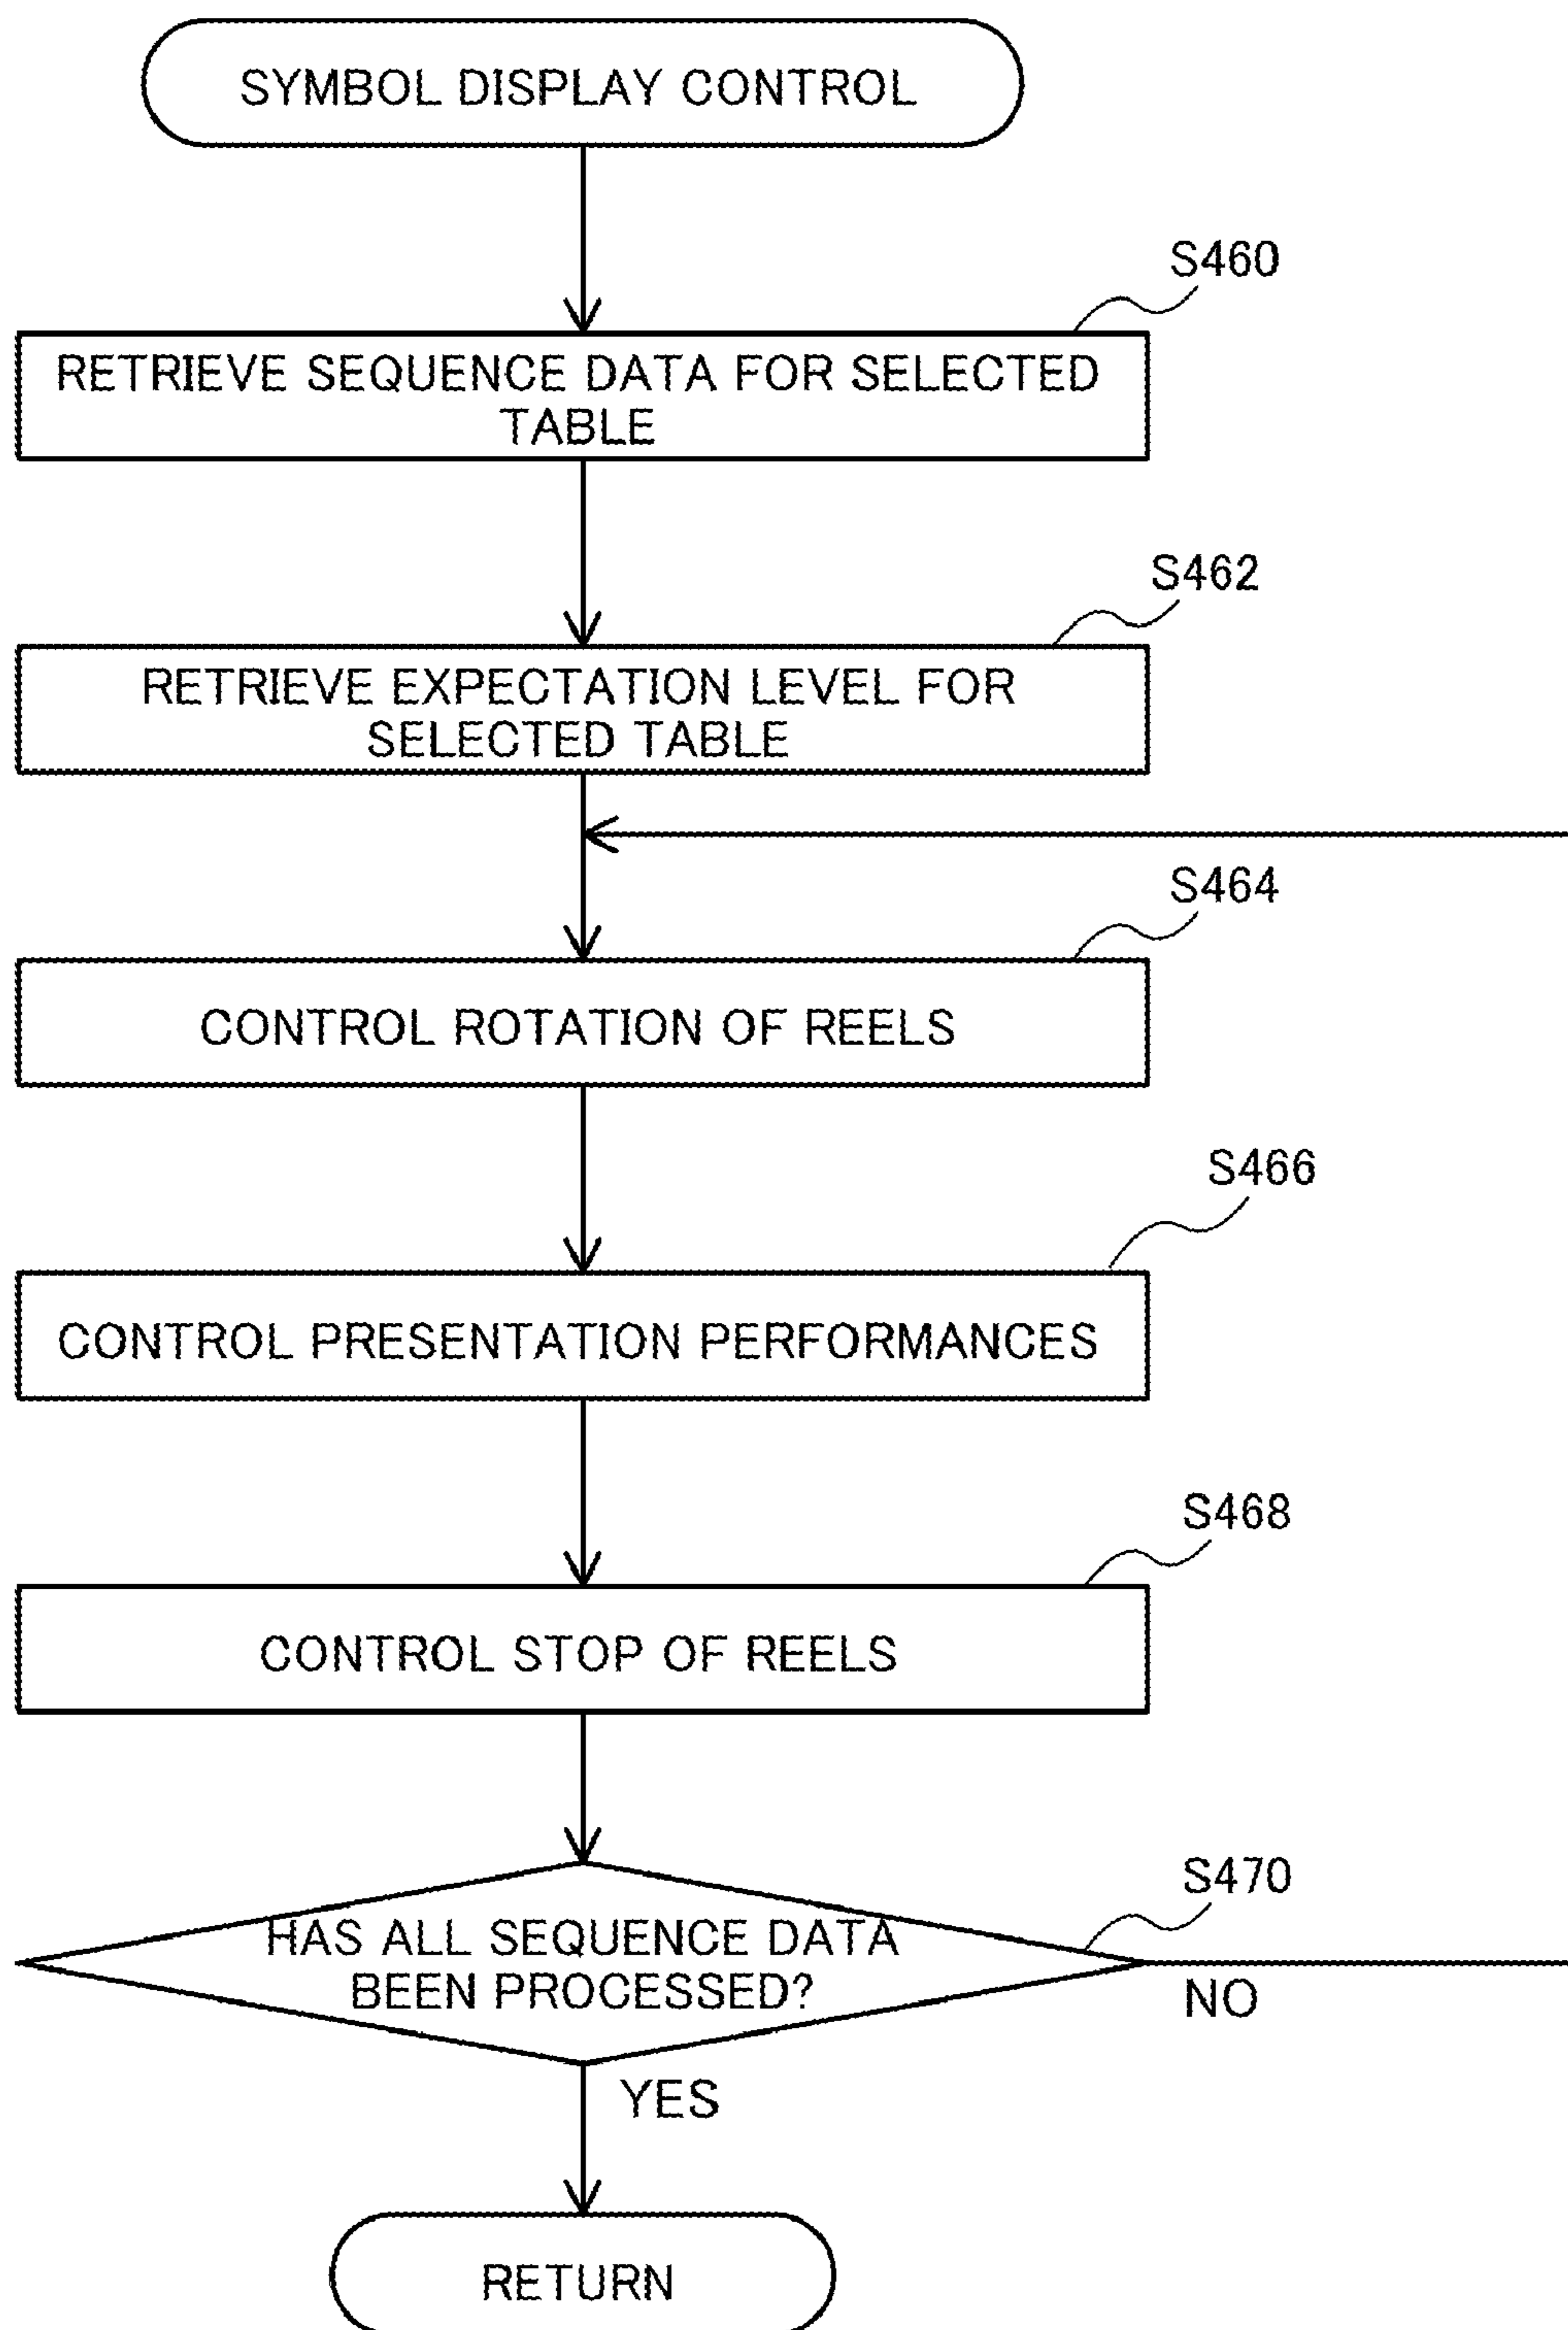 SYMBOL DISPLAY CONTROL
S460
RETRIEVE SEQUENCE DATA FOR SELECTED
TABLE
S462
RETRIEVE EXPECTATION LEVEL FOR
SELECTED TABLE
S464
CONTROL ROTATION OF REELS
S466
CONTROL PRESENTATION PERFORMANCES
S468
CONTROL STOP OF REELS
S470
HAS ALL SEQUENCE DATA
BEEN PROCESSED?
NO
YES
RETURN